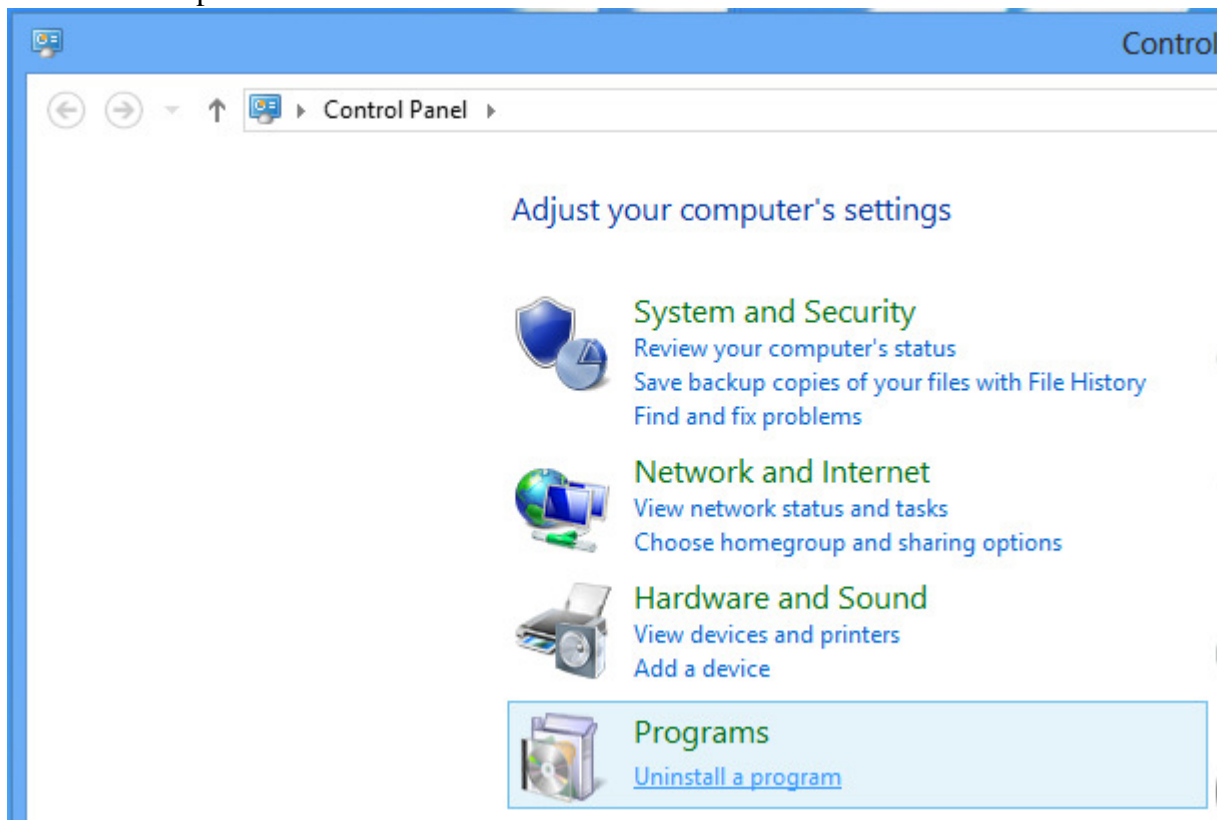 Control
Control Panel
Adjust your computer's settings
System and Security
Review your computer's status
Save backup copies of your files with File History
Find and fix problems
Network and Internet
View network status and tasks
Choose homegroup and sharing options
Hardware and Sound
View devices and printers
Add a device
Programs
Uninstall a program